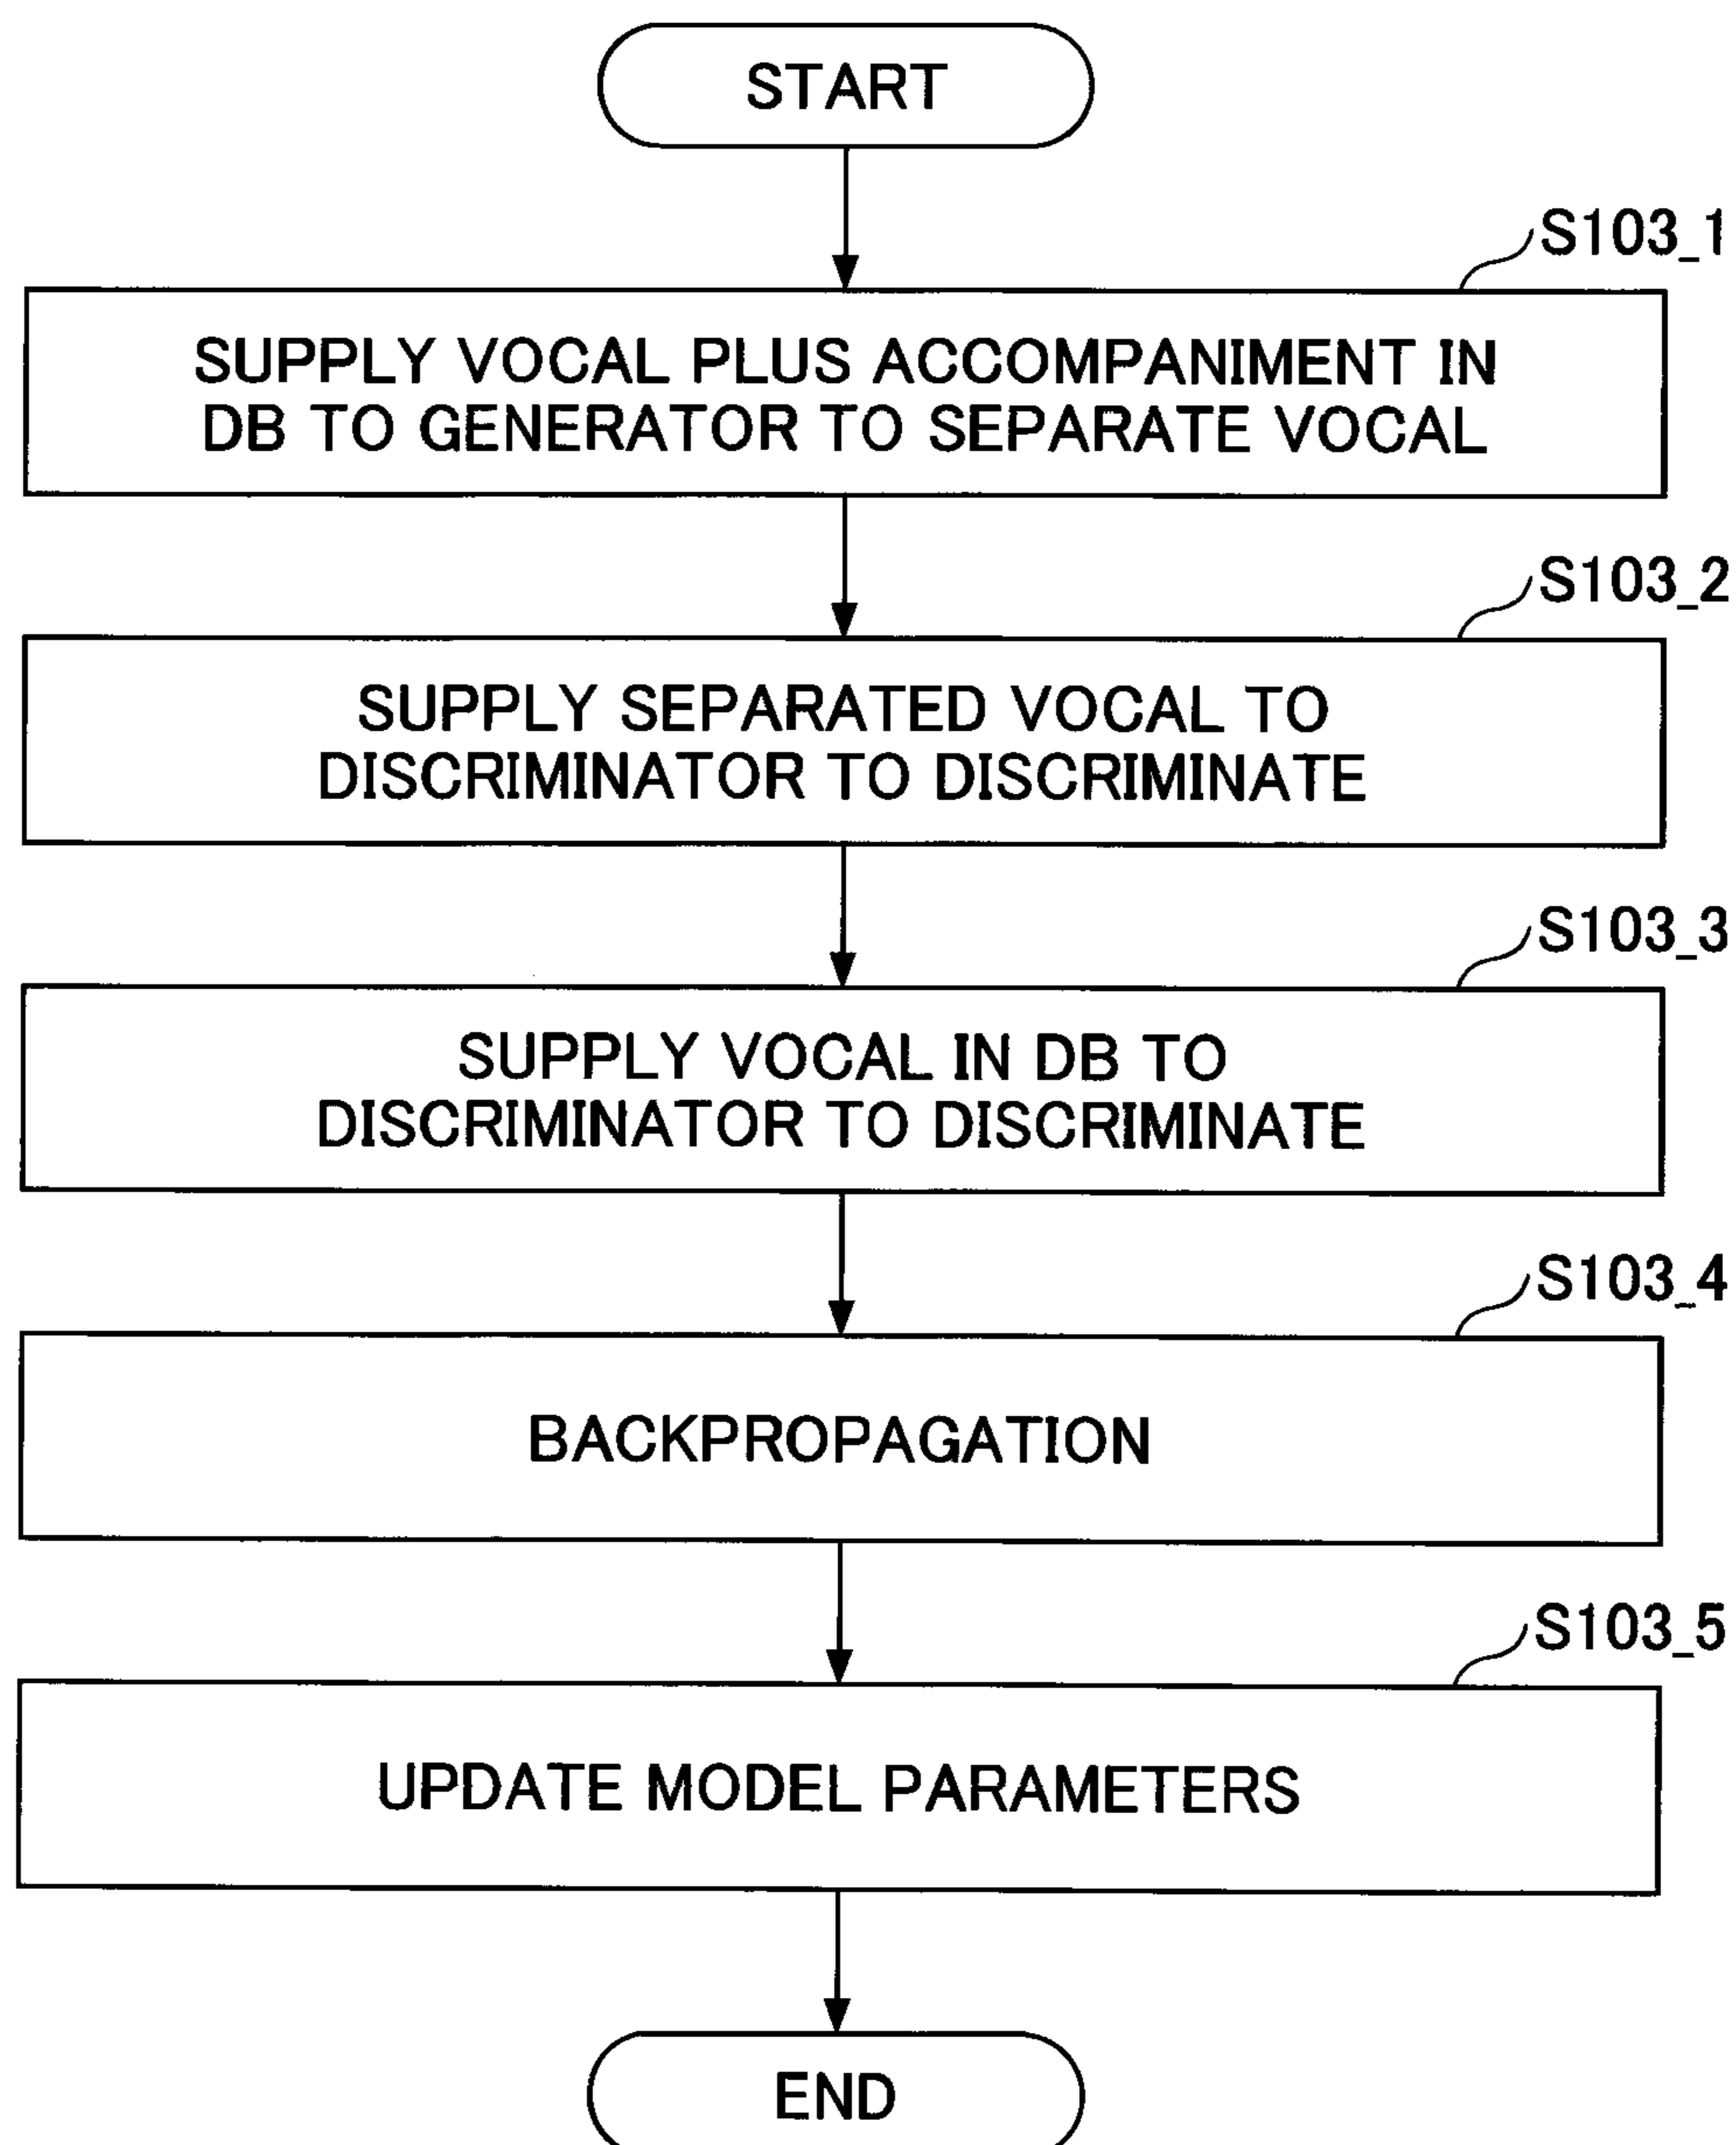 START
S103_1
SUPPLY VOCAL PLUS ACCOMPANIMENT IN
DB TO GENERATOR TO SEPARATE VOCAL
S103_2
SUPPLY SEPARATED VOCAL TO
DISCRIMINATOR TO DISCRIMINATE
S103_3
SUPPLY VOCAL IN DB TO
DISCRIMINATOR TO DISCRIMINATE
S103_4
BACKPROPAGATION
S103_5
UPDATE MODEL PARAMETERS
END